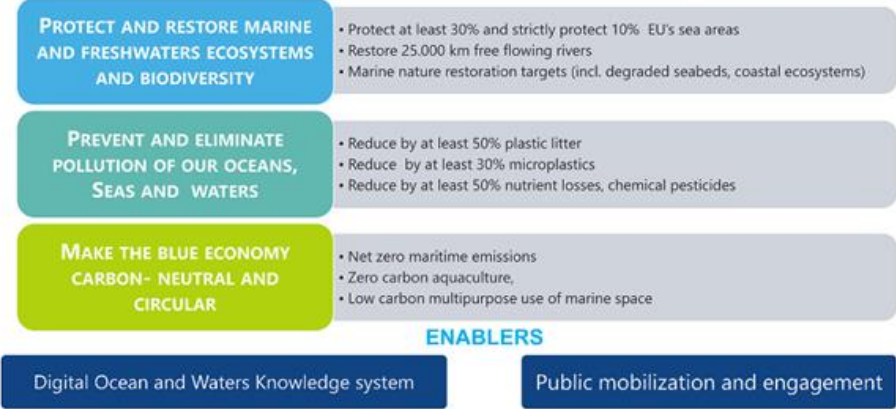 PROTECT AND RESTORE MARINE
AND FRESHWATERS ECOSYSTEMS
AND BIODIVERSITY
• Protect at least 30% and strictly protect 10% EU's sea areas
• Restore 25.000 km free flowing rivers
• Marine nature restoration targets (incl. degraded seabeds, coastal ecosystems)
PREVENT AND ELIMINATE
POLLUTION OF OUR OCEANS,
SEAS AND WATERS
• Reduce by at least 50% plastic litter
• Reduce by at least 30% microplastics
• Reduce by at least 50% nutrient losses, chemical pesticides
MAKE THE BLUE ECONOMY
CARBON- NEUTRAL AND
CIRCULAR
• Net zero maritime emissions
• Zero carbon aquaculture,
• Low carbon multipurpose use of marine space
ENABLERS
Digital Ocean and Waters Knowledge system
Public mobilization and engagement